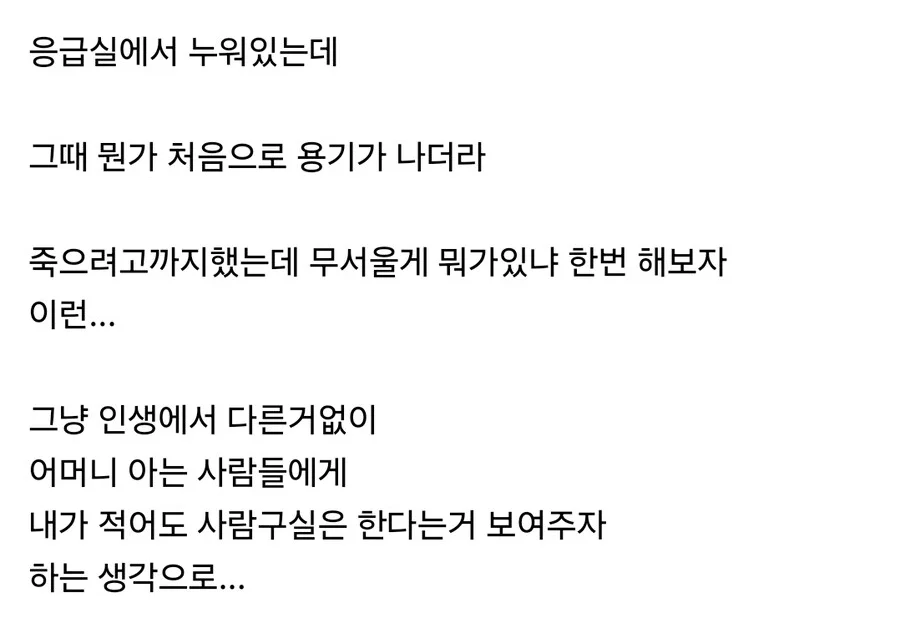 응급실에서 누워있는데
그때 뭔가 처음으로 용기가 나더라
죽으려고까지했는데 무서울게 뭐가있냐 한번 해보자
이런...
그냥 인생에서 다른거없이
어머니 아는 사람들에게
내가 적어도 사람구실은 한다는거 보여주자
하는 생각으로...